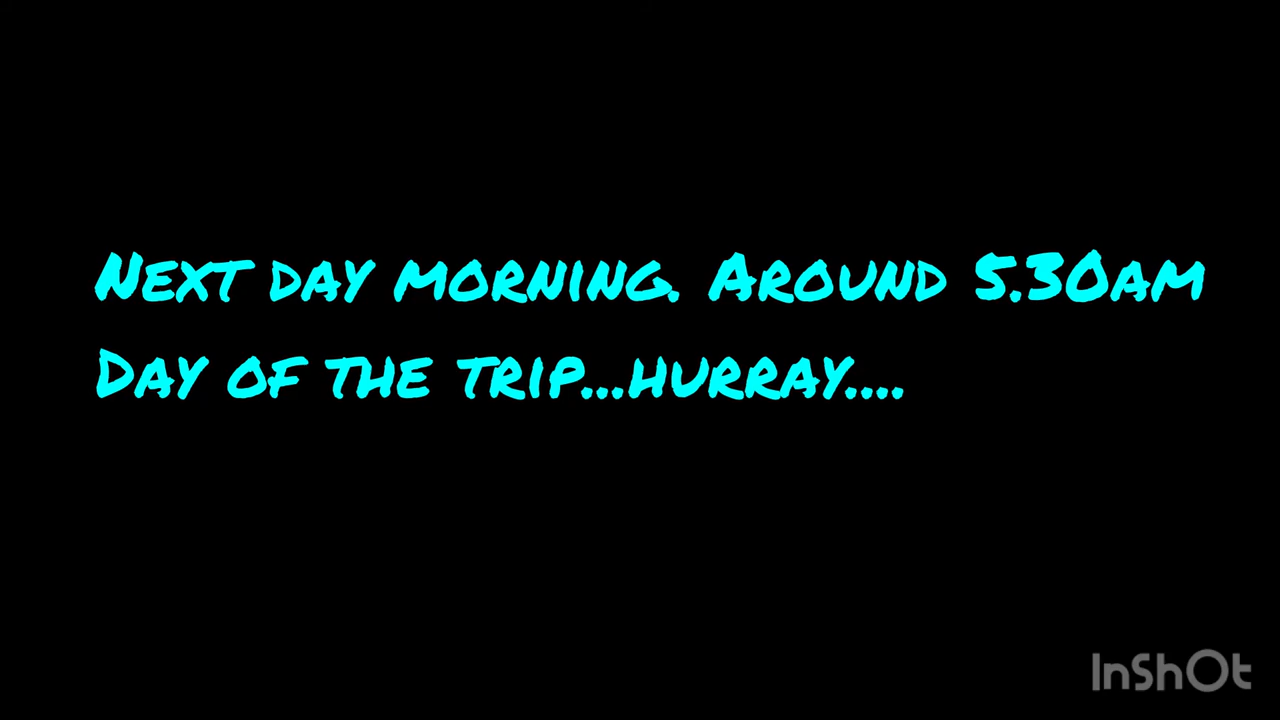 Next day morning. Around 5.30am
Day of the trip...hurray....
InShOt